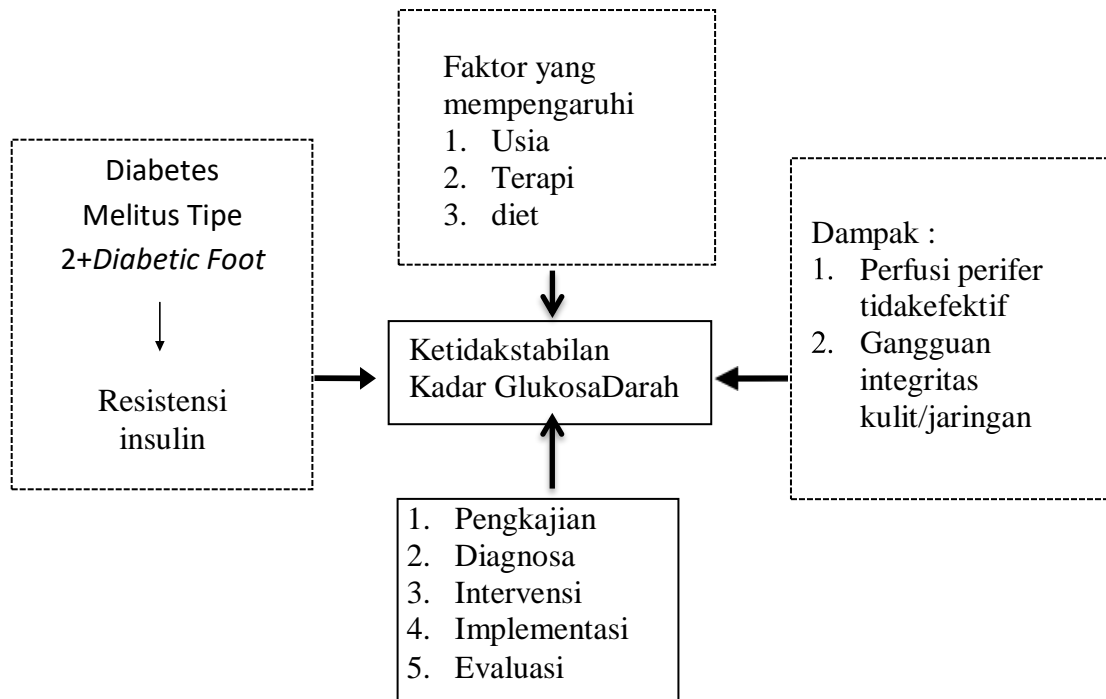 Faktor yang
mempengaruhi
1. Usia
2. Terapi
3. diet
Diabetes
Melitus Tipe
2+Diabetic Foot
Resistensi
insulin
Ketidakstabilan
Kadar GlukosaDarah
Dampak :
1. Perfusi perifer
tidakefektif
2. Gangguan
integritas
kulit/jaringan
1. Pengkajian
2. Diagnosa
3. Intervensi
4. Implementasi
5. Evaluasi